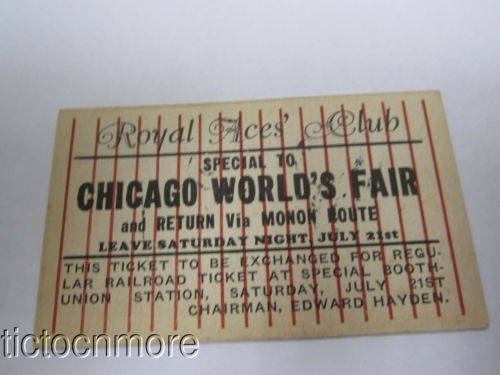 Royal Aces' Club
SPECIAL TO
CHICAGO WORLD'S FAIR
and RETURN Via MONON ROUTE
LEAVE SATURDAY NIGHT, JULY 21st
THIS TICKET TO BE EXCHANGED FOR REGU-
LAR RAILROAD TICKET AT SPECIAL BOOTH-
UNION STATION, SATURDAY, JULY 21ST
CHAIRMAN, EDWARD HAYDEN.
tictocnmore